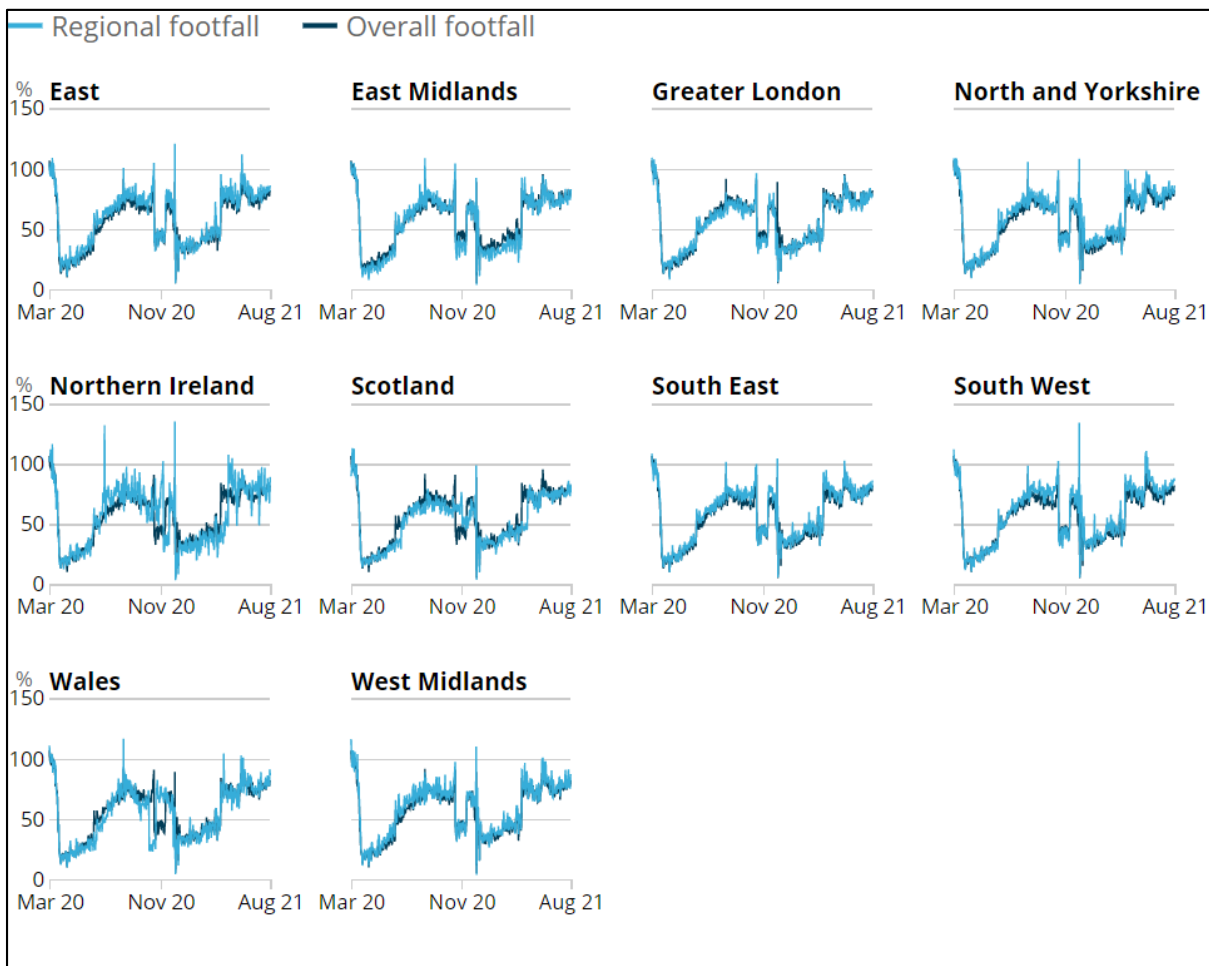 Regional footfall Overall footfall
% East East Midlands Greater London North and Yorkshire
150
100
50
0
Mar 20 Nov 20 Aug 21 Mar 20 Nov 20 Aug 21 Mar 20 Nov 20 Aug 21 Mar 20 Nov 20 Aug 21
% Northern Ireland Scotland South East South West
150
100
50
0
Mar 20 Nov 20 Aug 21 Mar 20 Nov 20 Aug 21 Mar 20 Nov 20 Aug 21 Mar 20 Nov 20 Aug 21
% Wales West Midlands
150
100
50
0
Mar 20 Nov 20 Aug 21 Mar 20 Nov 20 Aug 21